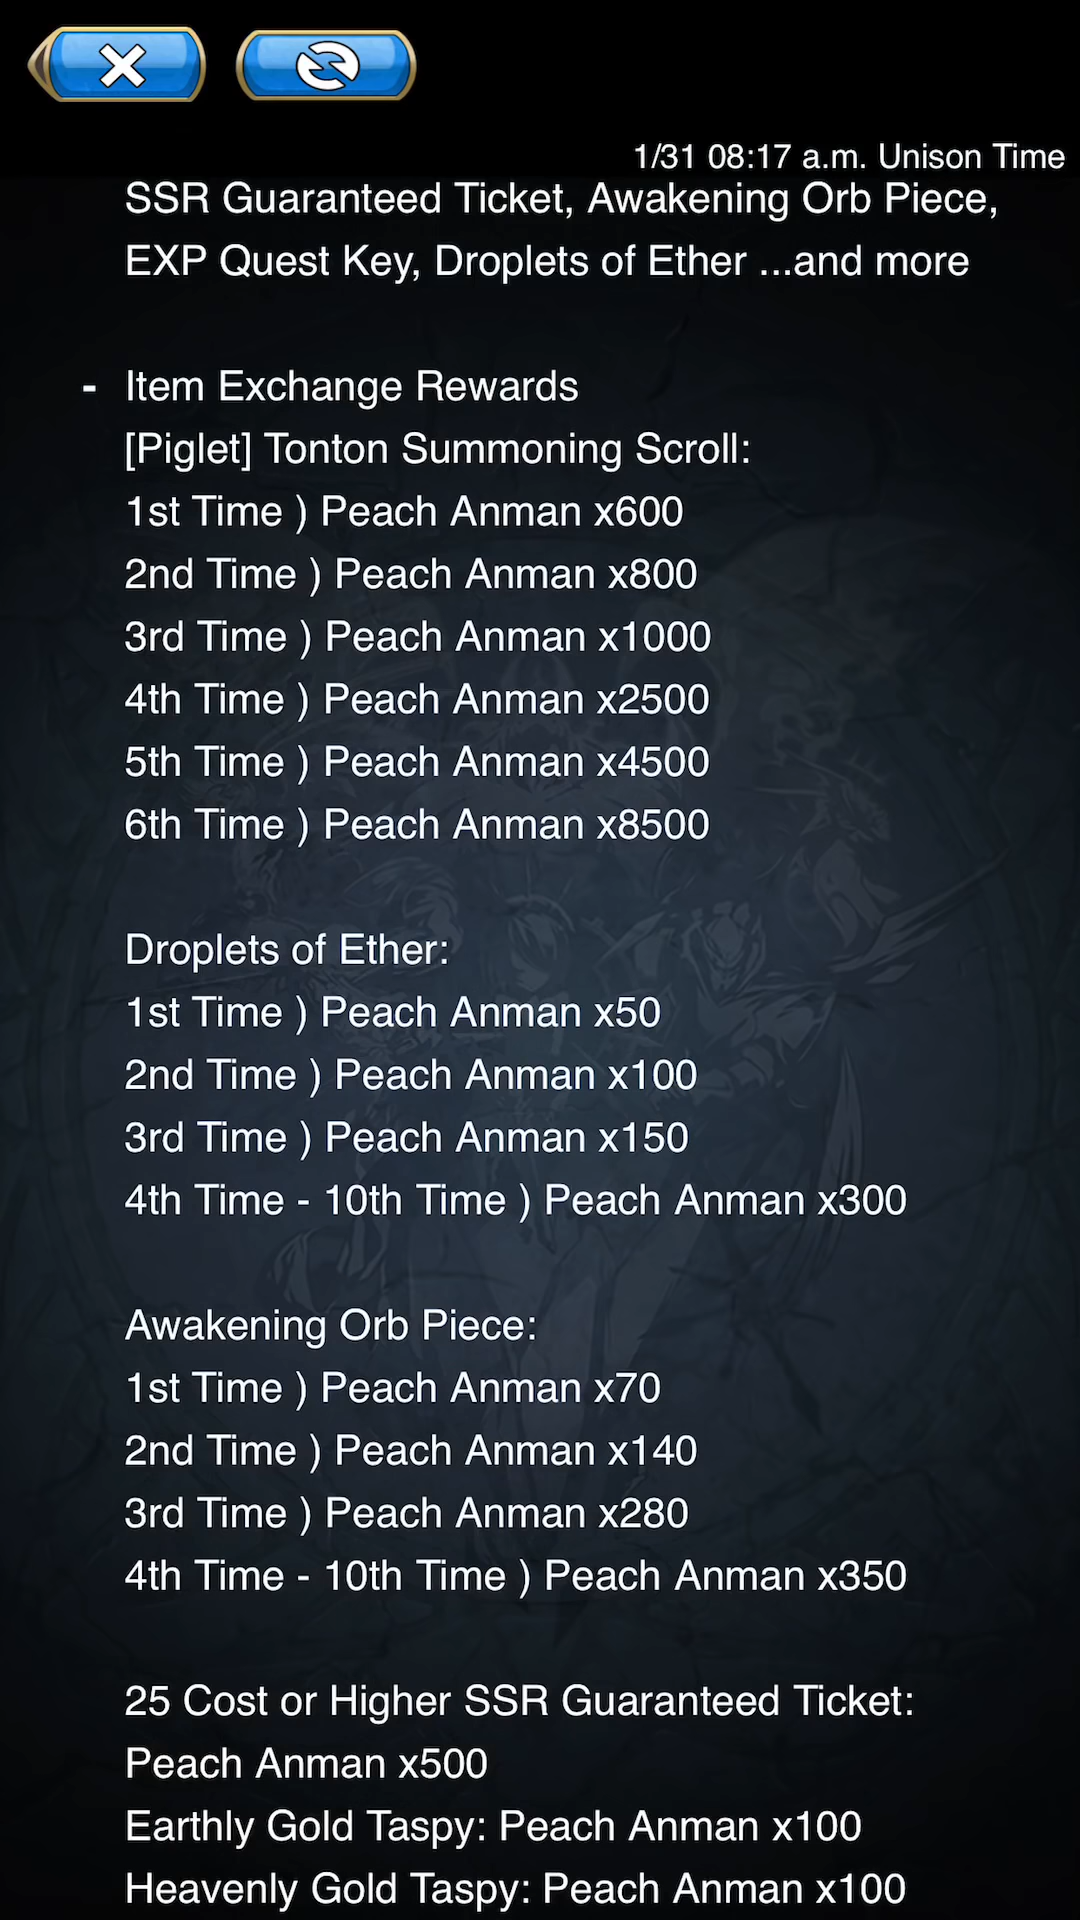 1/31 08:17 a.m. Unison Time
SSR Guaranteed Ticket, Awakening Orb Piece,
EXP Quest Key, Droplets of Ether ...and more
- Item Exchange Rewards
[Piglet] Tonton Summoning Scroll:
1st Time ) Peach Anman x600
2nd Time ) Peach Anman x800
3rd Time ) Peach Anman x1000
4th Time ) Peach Anman x2500
5th Time ) Peach Anman x4500
6th Time ) Peach Anman x8500
Droplets of Ether:
1st Time ) Peach Anman x50
2nd Time ) Peach Anman x100
3rd Time ) Peach Anman x150
4th Time - 10th Time ) Peach Anman x300
Awakening Orb Piece:
1st Time ) Peach Anman x70
2nd Time ) Peach Anman x140
3rd Time ) Peach Anman x280
4th Time - 10th Time ) Peach Anman x350
25 Cost or Higher SSR Guaranteed Ticket:
Peach Anman x500
Earthly Gold Taspy: Peach Anman x100
Heavenly Gold Taspy: Peach Anman x100